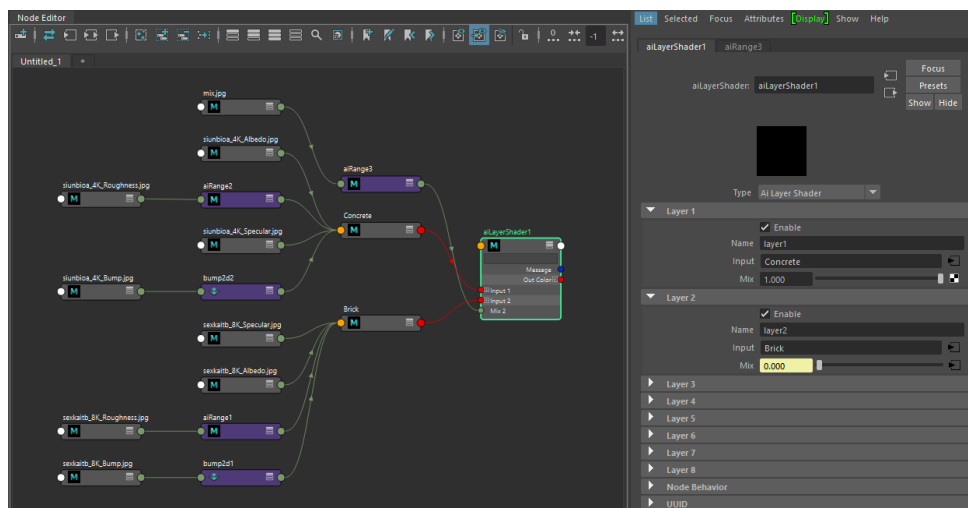 Node Editor
-1
Untitled_1 +
mix.jpg
siunbioa_4K_Albedo.jpg
aiRange3
siunbioa_4K_Roughness.jpg
aiRange2
Concrete
siunbioa_4K_Specular.jpg
aiLayerShader1
Message
Out Color
Input 1
Input 2
Mix 2
siunbioa_4K_Bump.jpg
bump2d2
Brick
sexkaitb_8K_Specular.jpg
sexkaitb_8K_Albedo.jpg
sexkaitb_8K_Roughness.jpg
aiRange1
sexkaitb_8K_Bump.jpg
bump2d1
List Selected Focus Attributes [Display] Show Help
aiLayerShader1 aiRange3
aiLayerShader: aiLayerShader1
Focus
Presets
Show Hide
Type Ai Layer Shader
Layer 1
Enable
Name layer1
Input Concrete
Mix 1.000
Layer 2
Enable
Name layer2
Input Brick
Mix 0.000
Layer 3
Layer 4
Layer 5
Layer 6
Layer 7
Layer 8
Node Behavior
UUID